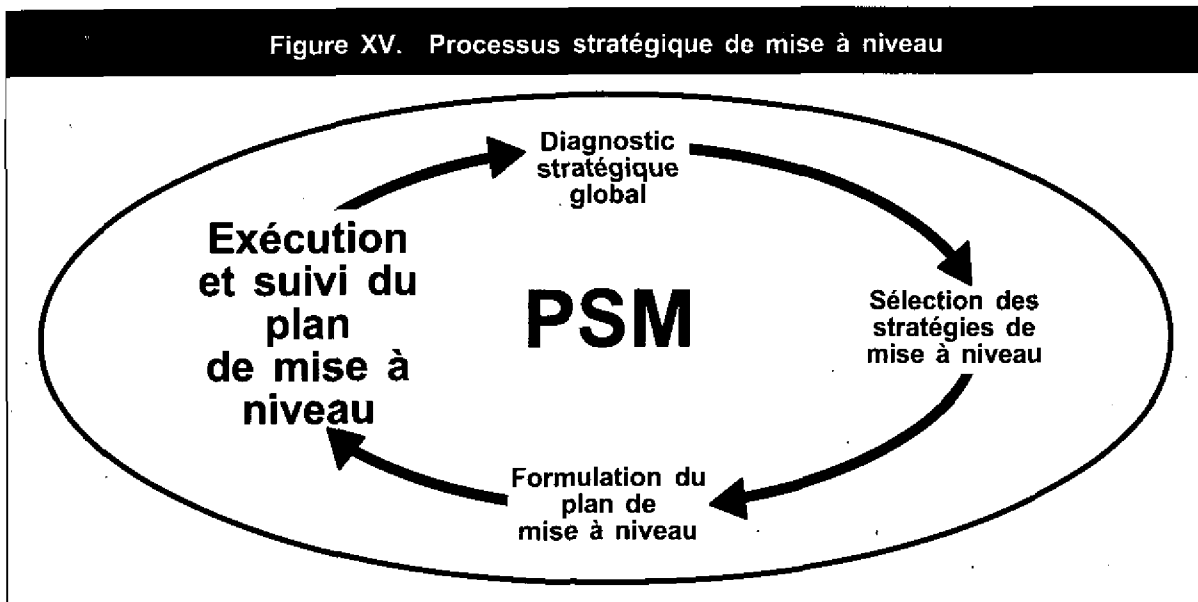 Figure XV. Processus stratégique de mise à niveau
Diagnostic
stratégique
global
Exécution
et suivi du
plan
de mise à
niveau
PSM
Sélection des
stratégies de
mise à niveau
Formulation du
plan de
mise à niveau